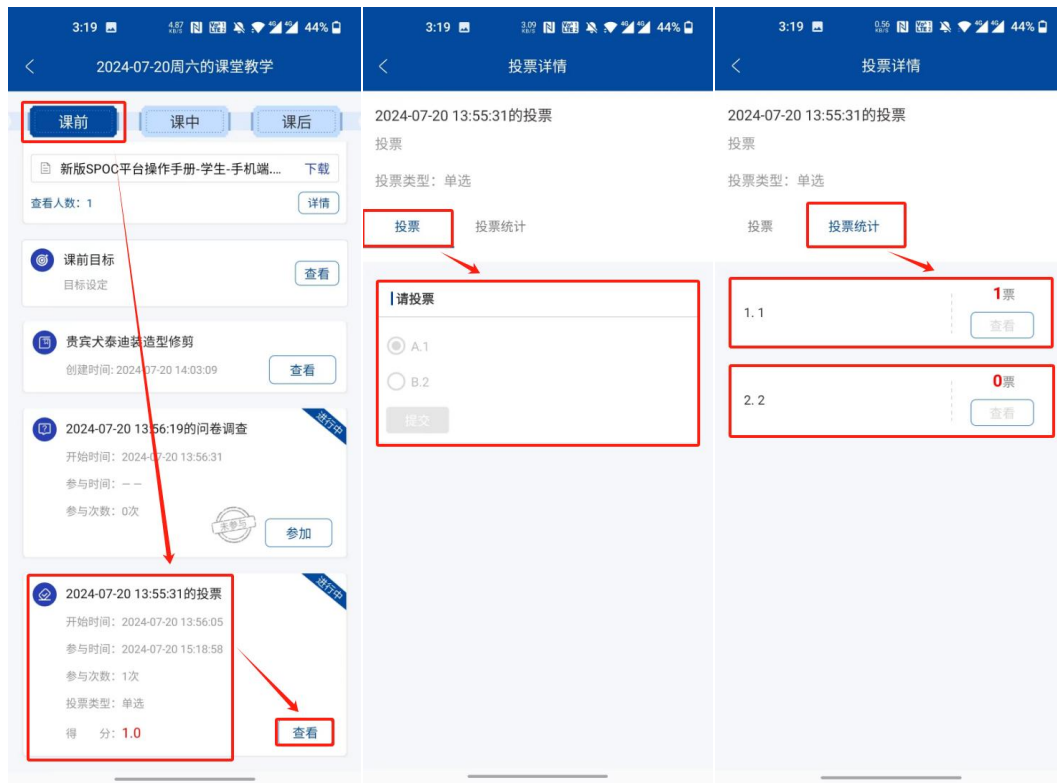 3:19 4.87 KB/S 44%
2024-07-20周六的课堂教学
课前 课中 课后
新版SPOC平台操作手册-学生-手机端.... 下载
查看人数：1 详情
课前目标
目标设定
查看
贵宾犬泰迪装造型修剪
创建时间: 2024-07-20 14:03:09
查看
进行中
2024-07-20 13:56:19的问卷调查
开始时间：2024-07-20 13:56:31
参与时间：– –
参与次数：0次
未参与
参加
进行中
2024-07-20 13:55:31的投票
开始时间：2024-07-20 13:56:05
参与时间：2024-07-20 15:18:58
参与次数：1次
投票类型：单选
得 分：1.0
查看
3:19 3.09 KB/S 44%
投票详情
2024-07-20 13:55:31的投票
投票
投票类型：单选
投票 投票统计
请投票
A.1
B.2
提交
3:19 0.56 KB/S 44%
投票详情
2024-07-20 13:55:31的投票
投票
投票类型：单选
投票 投票统计
1. 1
1票
查看
2. 2
0票
查看